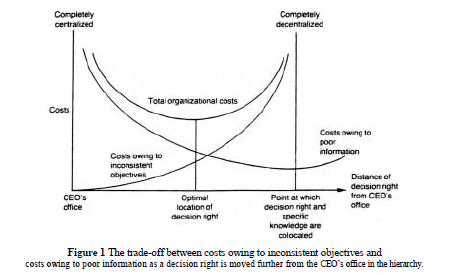 Completely
centralized
Completely
decentralized
Total organizational costs
Costs
Costs owing to
inconsistent
objectives
Costs owing to
poor
information
Distance of
decision right
from CEO's
office
CEO's
office
Optimal
location of
decision right
Point at which
decision right and
specific
knowledge are
colocated
Figure 1 The trade-off between costs owing to inconsistent objectives and
costs owing to poor information as a decision right is moved further from the CEO's office in the hierarchy.